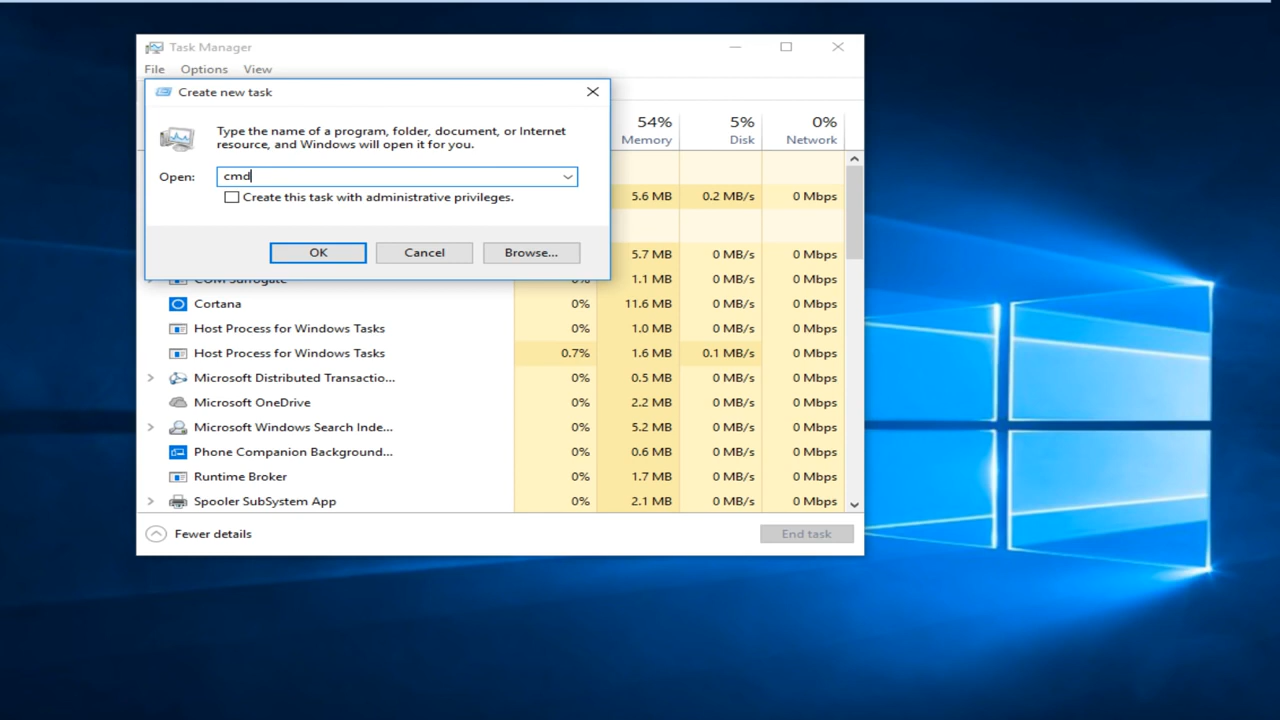 Task Manager
File Options View
Create new task
Type the name of a program, folder, document, or Internet
resource, and Windows will open it for you.
Open: cmd
Create this task with administrative privileges.
OK Cancel Browse...
54% 5% 0%
Memory Disk Network
5.6 MB 0.2 MB/s 0 Mbps
5.7 MB 0 MB/s 0 Mbps
COM Surrogate 0% 1.1 MB 0 MB/s 0 Mbps
Cortana 0% 11.6 MB 0 MB/s 0 Mbps
Host Process for Windows Tasks 0% 1.0 MB 0 MB/s 0 Mbps
Host Process for Windows Tasks 0.7% 1.6 MB 0.1 MB/s 0 Mbps
Microsoft Distributed Transactio... 0% 0.5 MB 0 MB/s 0 Mbps
Microsoft OneDrive 0% 2.2 MB 0 MB/s 0 Mbps
Microsoft Windows Search Inde... 0% 5.2 MB 0 MB/s 0 Mbps
Phone Companion Background... 0% 0.6 MB 0 MB/s 0 Mbps
Runtime Broker 0% 1.7 MB 0 MB/s 0 Mbps
Spooler SubSystem App 0% 2.1 MB 0 MB/s 0 Mbps
Fewer details End task